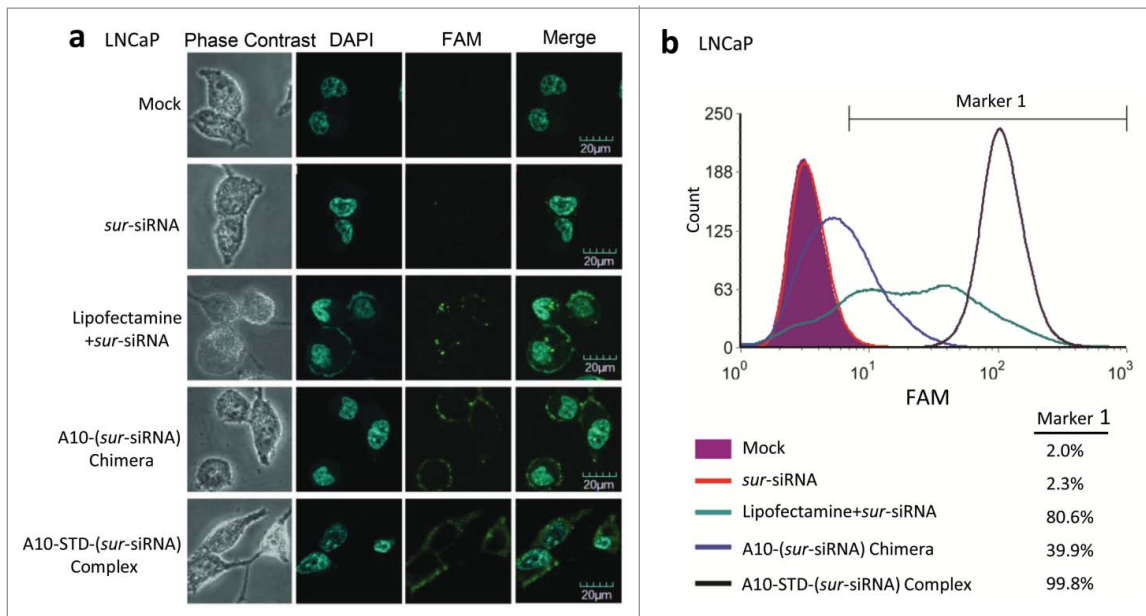 a LNCaP
Phase Contrast DAPI FAM Merge
Mock
20μm
sur-siRNA
20μm
Lipofectamine
+sur-siRNA
20μm
A10-(sur-siRNA)
Chimera
20μm
A10-STD-(sur-siRNA)
Complex
20μm
b LNCaP
Marker 1
250
188
125
63
0
Count
10⁰ 10¹ 10² 10³
FAM
Marker 1
Mock 2.0%
sur-siRNA 2.3%
Lipofectamine+sur-siRNA 80.6%
A10-(sur-siRNA) Chimera 39.9%
A10-STD-(sur-siRNA) Complex 99.8%